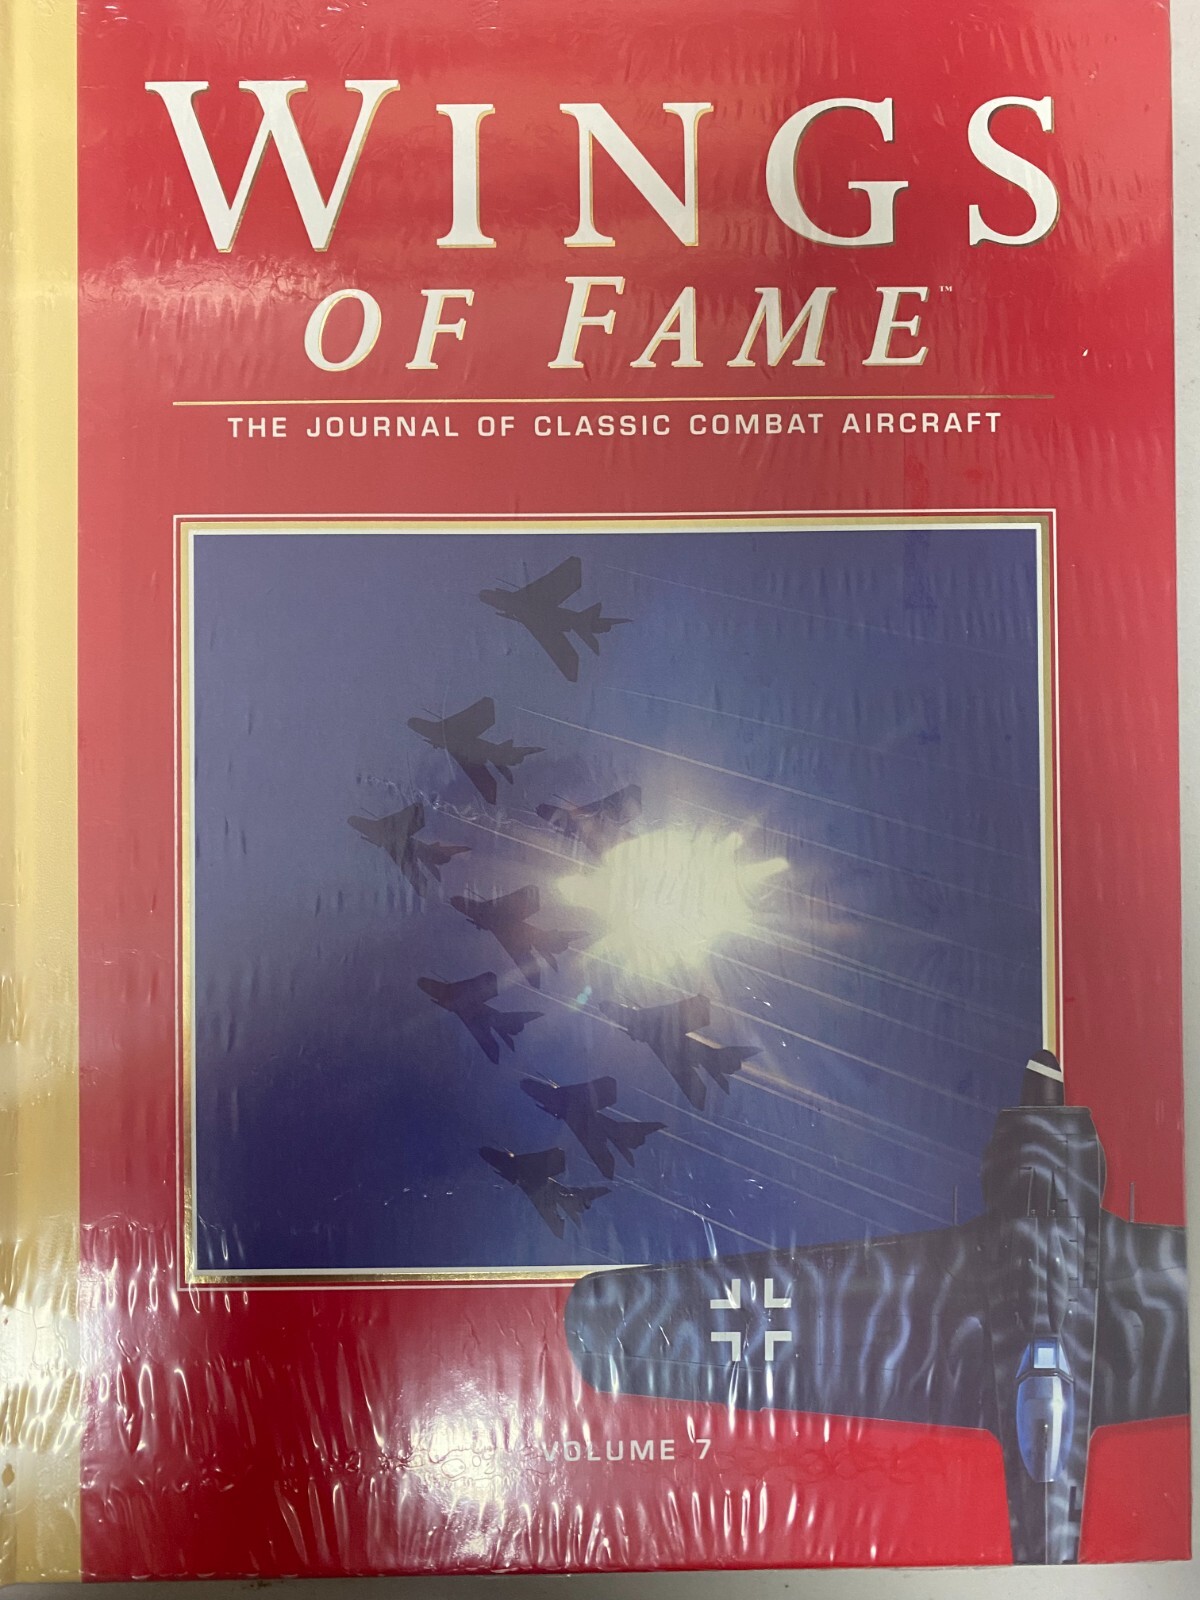 WINGS
OF FAME™
THE JOURNAL OF CLASSIC COMBAT AIRCRAFT
VOLUME 7